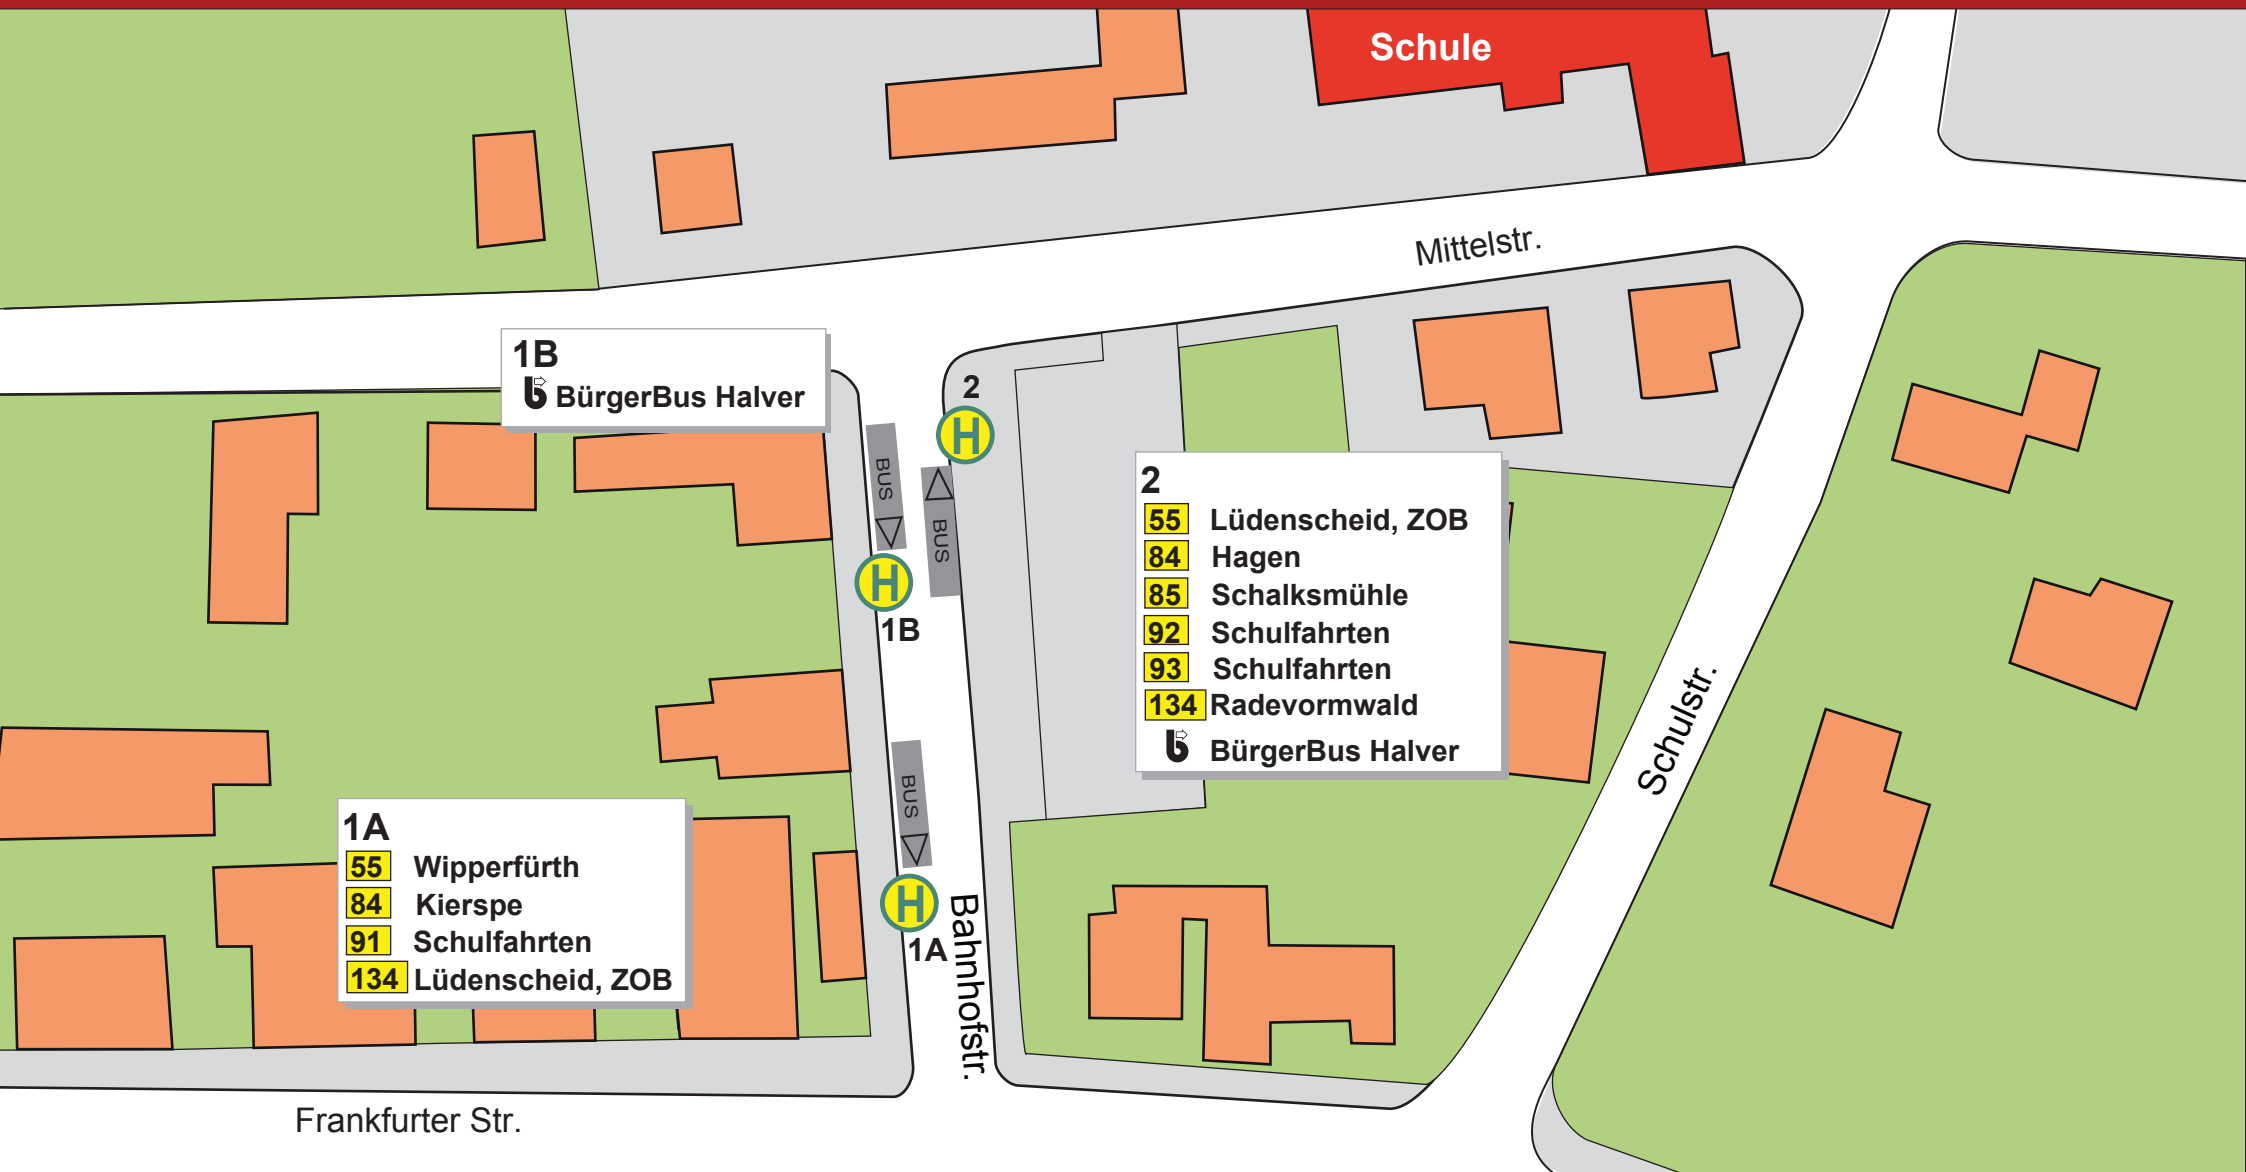 Schule
Mittelstr.
1B
BürgerBus Halver
2
H
BUS
BUS
H
1B
2
55 Lüdenscheid, ZOB
84 Hagen
85 Schalksmühle
92 Schulfahrten
93 Schulfahrten
134 Radevormwald
BürgerBus Halver
Schulstr.
BUS
H
1A
Bahnhofstr.
1A
55 Wipperfürth
84 Kierspe
91 Schulfahrten
134 Lüdenscheid, ZOB
Frankfurter Str.